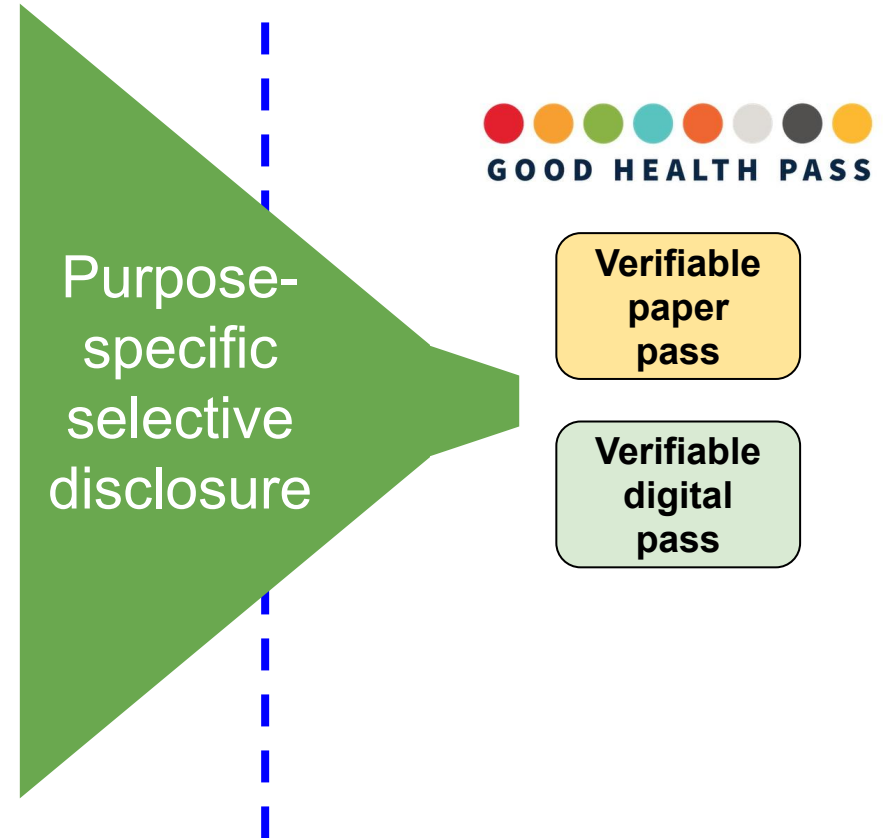 Purpose-
specific
selective
disclosure
GOOD HEALTH PASS
Verifiable
paper
pass
Verifiable
digital
pass